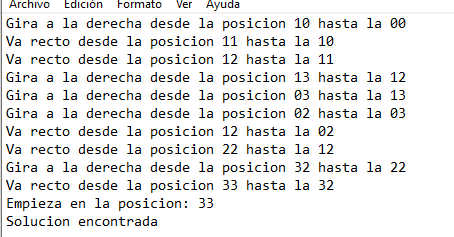 Archivo Edición Formato Ver Ayuda
Gira a la derecha desde la posicion 10 hasta la 00
Va recto desde la posicion 11 hasta la 10
Va recto desde la posicion 12 hasta la 11
Gira a la derecha desde la posicion 13 hasta la 12
Gira a la derecha desde la posicion 03 hasta la 13
Gira a la derecha desde la posicion 02 hasta la 03
Va recto desde la posicion 12 hasta la 02
Va recto desde la posicion 22 hasta la 12
Gira a la derecha desde la posicion 32 hasta la 22
Va recto desde la posicion 33 hasta la 32
Empieza en la posicion: 33
Solucion encontrada